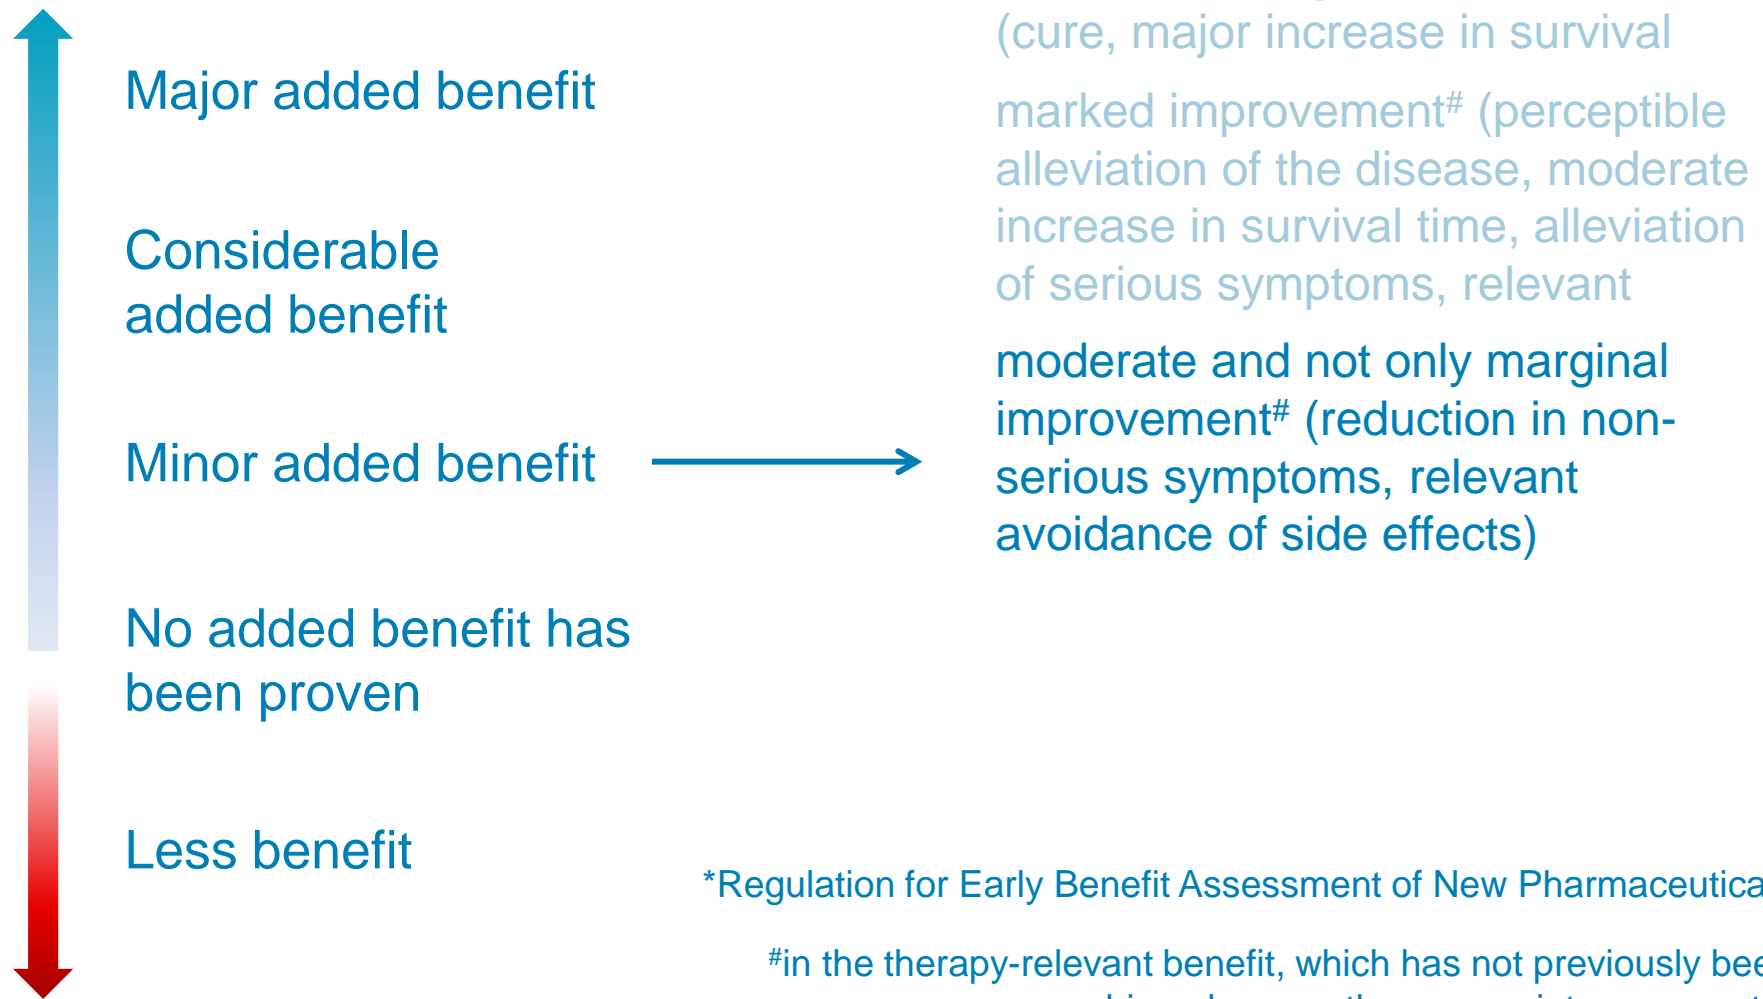 (cure, major increase in survival
Major added benefit
marked improvement# (perceptible
alleviation of the disease, moderate
increase in survival time, alleviation
of serious symptoms, relevant
Considerable
added benefit
moderate and not only marginal
improvement# (reduction in non-
serious symptoms, relevant
avoidance of side effects)
Minor added benefit
No added benefit has
been proven
Less benefit
*Regulation for Early Benefit Assessment of New
#in the therapy-relevant benefit, which has not previously